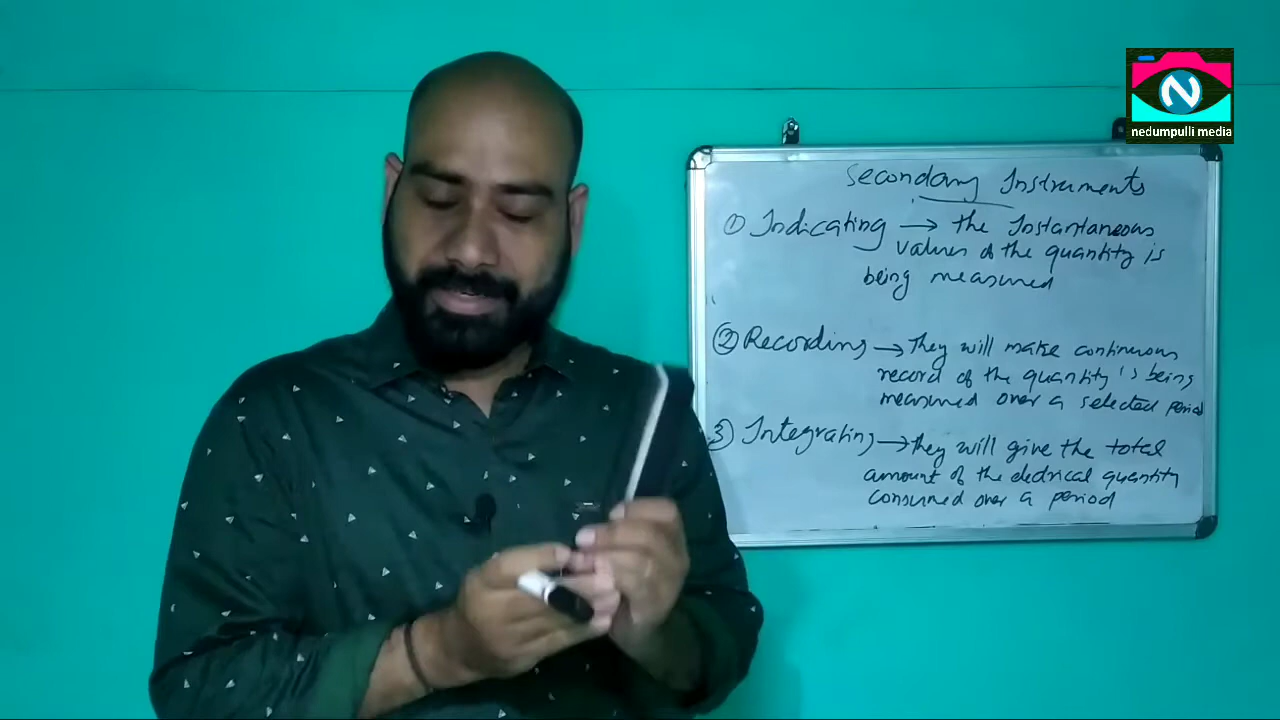 N
nedumpulli media
Secondary Instruments
① Indicating → the Instantaneous
values of the quantity is
being measured
② Recording → they will make continuous
record of the quantity is being
measured over a selected period
③ Integrating → they will give the total
amount of the electrical quantity
consumed over a period